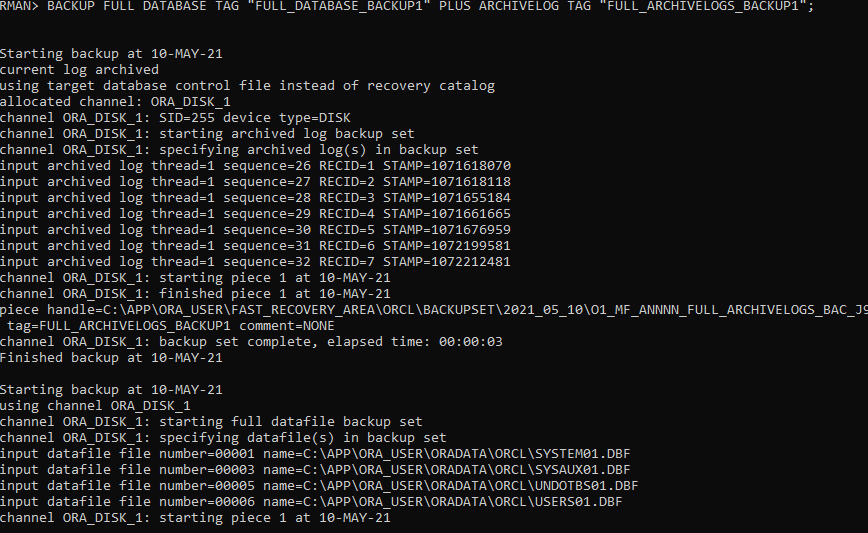 RMAN> BACKUP FULL DATABASE TAG "FULL_DATABASE_BACKUP1" PLUS ARCHIVELOG TAG "FULL_ARCHIVELOGS_BACKUP1";
Starting backup at 10-MAY-21
current log archived
using target database control file instead of recovery catalog
allocated channel: ORA_DISK_1
channel ORA_DISK_1: SID=255 device type=DISK
channel ORA_DISK_1: starting archived log backup set
channel ORA_DISK_1: specifying archived log(s) in backup set
input archived log thread=1 sequence=26 RECID=1 STAMP=1071618070
input archived log thread=1 sequence=27 RECID=2 STAMP=1071618118
input archived log thread=1 sequence=28 RECID=3 STAMP=1071655184
input archived log thread=1 sequence=29 RECID=4 STAMP=1071661665
input archived log thread=1 sequence=30 RECID=5 STAMP=1071676959
input archived log thread=1 sequence=31 RECID=6 STAMP=1072199581
input archived log thread=1 sequence=32 RECID=7 STAMP=1072212481
channel ORA_DISK_1: starting piece 1 at 10-MAY-21
channel ORA_DISK_1: finished piece 1 at 10-MAY-21
piece handle=C:\APP\ORA_USER\FAST_RECOVERY_AREA\ORCL\BACKUPSET\2021_05_10\O1_MF_ANNNN_FULL_ARCHIVELOGS_BAC_J9
tag=FULL_ARCHIVELOGS_BACKUP1 comment=NONE
channel ORA_DISK_1: backup set complete, elapsed time: 00:00:03
Finished backup at 10-MAY-21
Starting backup at 10-MAY-21
using channel ORA_DISK_1
channel ORA_DISK_1: starting full datafile backup set
channel ORA_DISK_1: specifying datafile(s) in backup set
input datafile file number=00001 name=C:\APP\ORA_USER\ORADATA\ORCL\SYSTEM01.DBF
input datafile file number=00003 name=C:\APP\ORA_USER\ORADATA\ORCL\SYSAUX01.DBF
input datafile file number=00005 name=C:\APP\ORA_USER\ORADATA\ORCL\UNDOTBS01.DBF
input datafile file number=00006 name=C:\APP\ORA_USER\ORADATA\ORCL\USERS01.DBF
channel ORA_DISK_1: starting piece 1 at 10-MAY-21